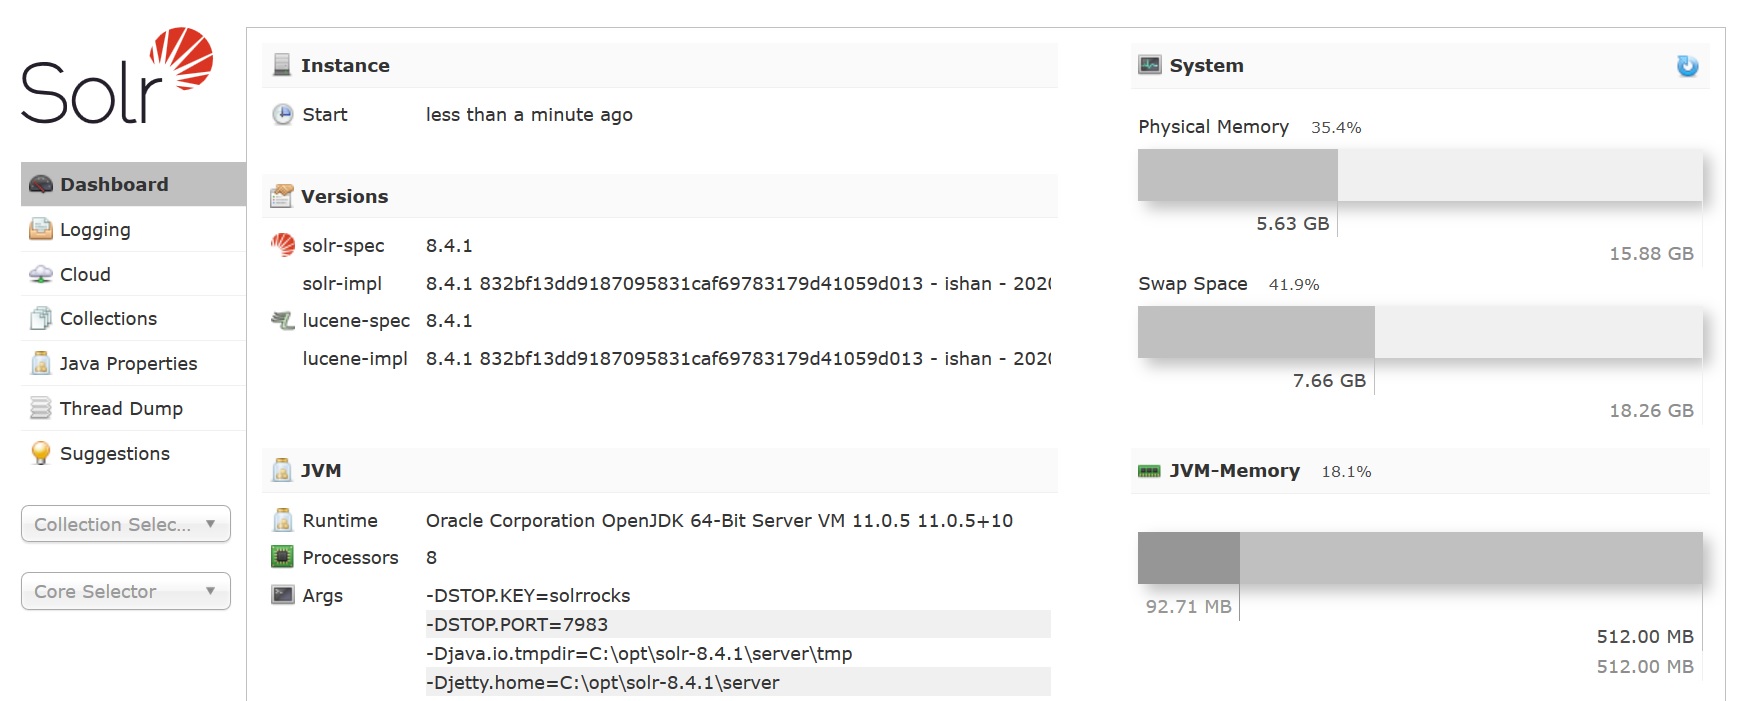 Solr
Dashboard
Logging
Cloud
Collections
Java Properties
Thread Dump
Suggestions
Collection Selec...
Core Selector
Instance
Start less than a minute ago
Versions
solr-spec 8.4.1
solr-impl 8.4.1 832bf13dd9187095831caf69783179d41059d013 - ishan - 2020
lucene-spec 8.4.1
lucene-impl 8.4.1 832bf13dd9187095831caf69783179d41059d013 - ishan - 2020
JVM
Runtime Oracle Corporation OpenJDK 64-Bit Server VM 11.0.5 11.0.5+10
Processors 8
Args -DSTOP.KEY=solrrocks
-DSTOP.PORT=7983
-Djava.io.tmpdir=C:\opt\solr-8.4.1\server\tmp
-Djetty.home=C:\opt\solr-8.4.1\server
System
Physical Memory 35.4%
5.63 GB
15.88 GB
Swap Space 41.9%
7.66 GB
18.26 GB
JVM-Memory 18.1%
92.71 MB
512.00 MB
512.00 MB